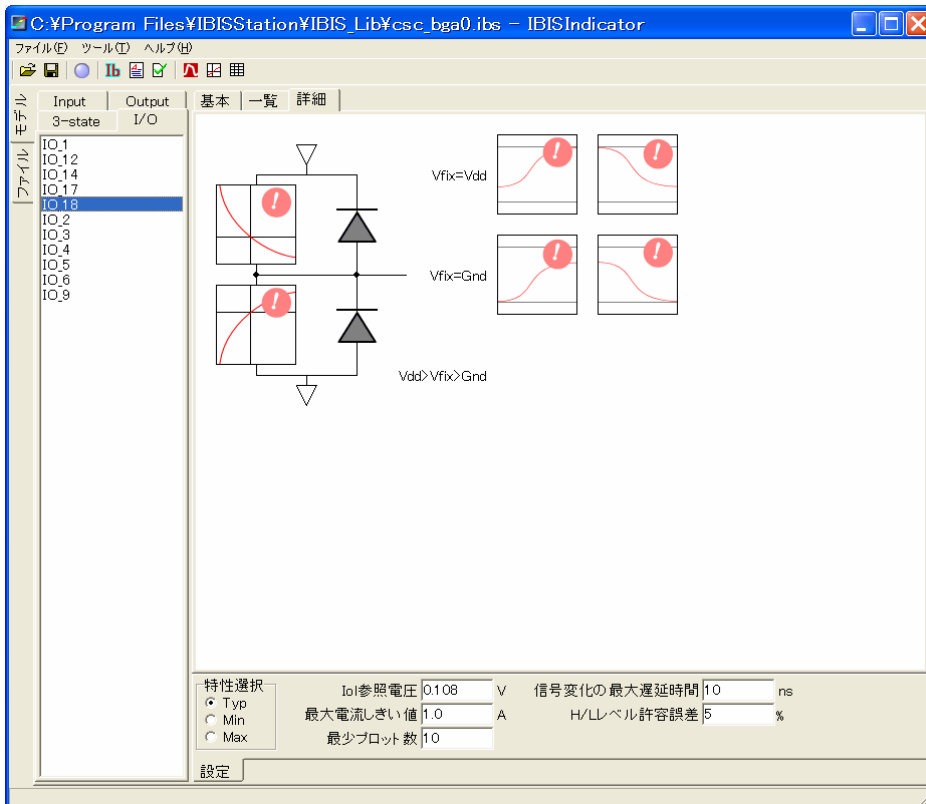 C:¥Program Files¥IBISStation¥IBIS_Lib¥csc_bga0.ibs - IBISIndicator
ファイル(F) ツール(T) ヘルプ(H)
Ib
モデル
ファイル
Input Output
3-state I/O
IO_1
IO_12
IO_14
IO_17
IO_18
IO_2
IO_3
IO_4
IO_5
IO_6
IO_9
基本 一覧 詳細
!
!
Vfix=Vdd
!
!
Vfix=Gnd
!
!
Vdd>Vfix>Gnd
特性選択
Typ
Min
Max
Iol参照電圧 0.108 V
最大電流しきい値 1.0 A
最少プロット数 10
信号変化の最大遅延時間 10 ns
H/Lレベル許容誤差 5 %
設定